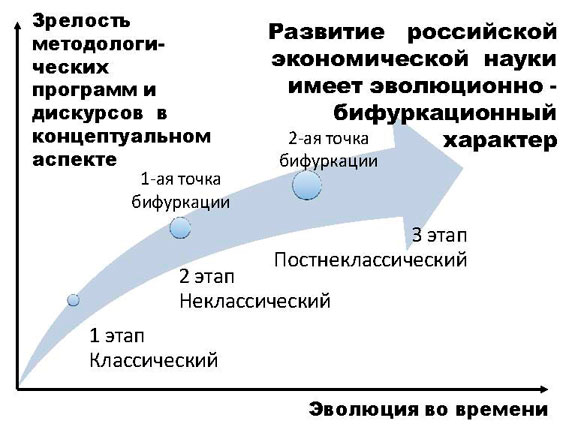 Зрелость
методологи-
ческих
программ и
дискурсов в
концептуальном
аспекте
Развитие российской
экономической науки
имеет эволюционно -
бифуркационный
характер
2-ая точка
бифуркации
1-ая точка
бифуркации
3 этап
Постнеклассический
2 этап
Неклассический
1 этап
Классический
Эволюция во времени